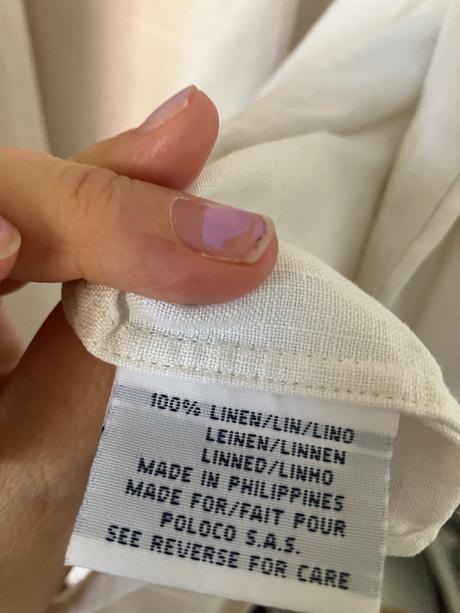 100% LINEN/LIN/LINO
LEINEN/LINNEN
LINNED/LINHO
MADE IN PHILIPPINES
MADE FOR/FAIT POUR
POLOCO S.A.S.
SEE REVERSE FOR CARE